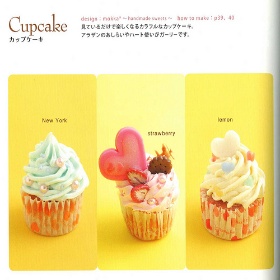 Cupcake
カップケーキ
design : makica* ~handmade sweets~ how to make : p39, 40
見ているだけで楽しくなるカラフルなカップケーキ。
アラザンのあしらいやハート使いがガーリーです。
New York
strawberry
lemon